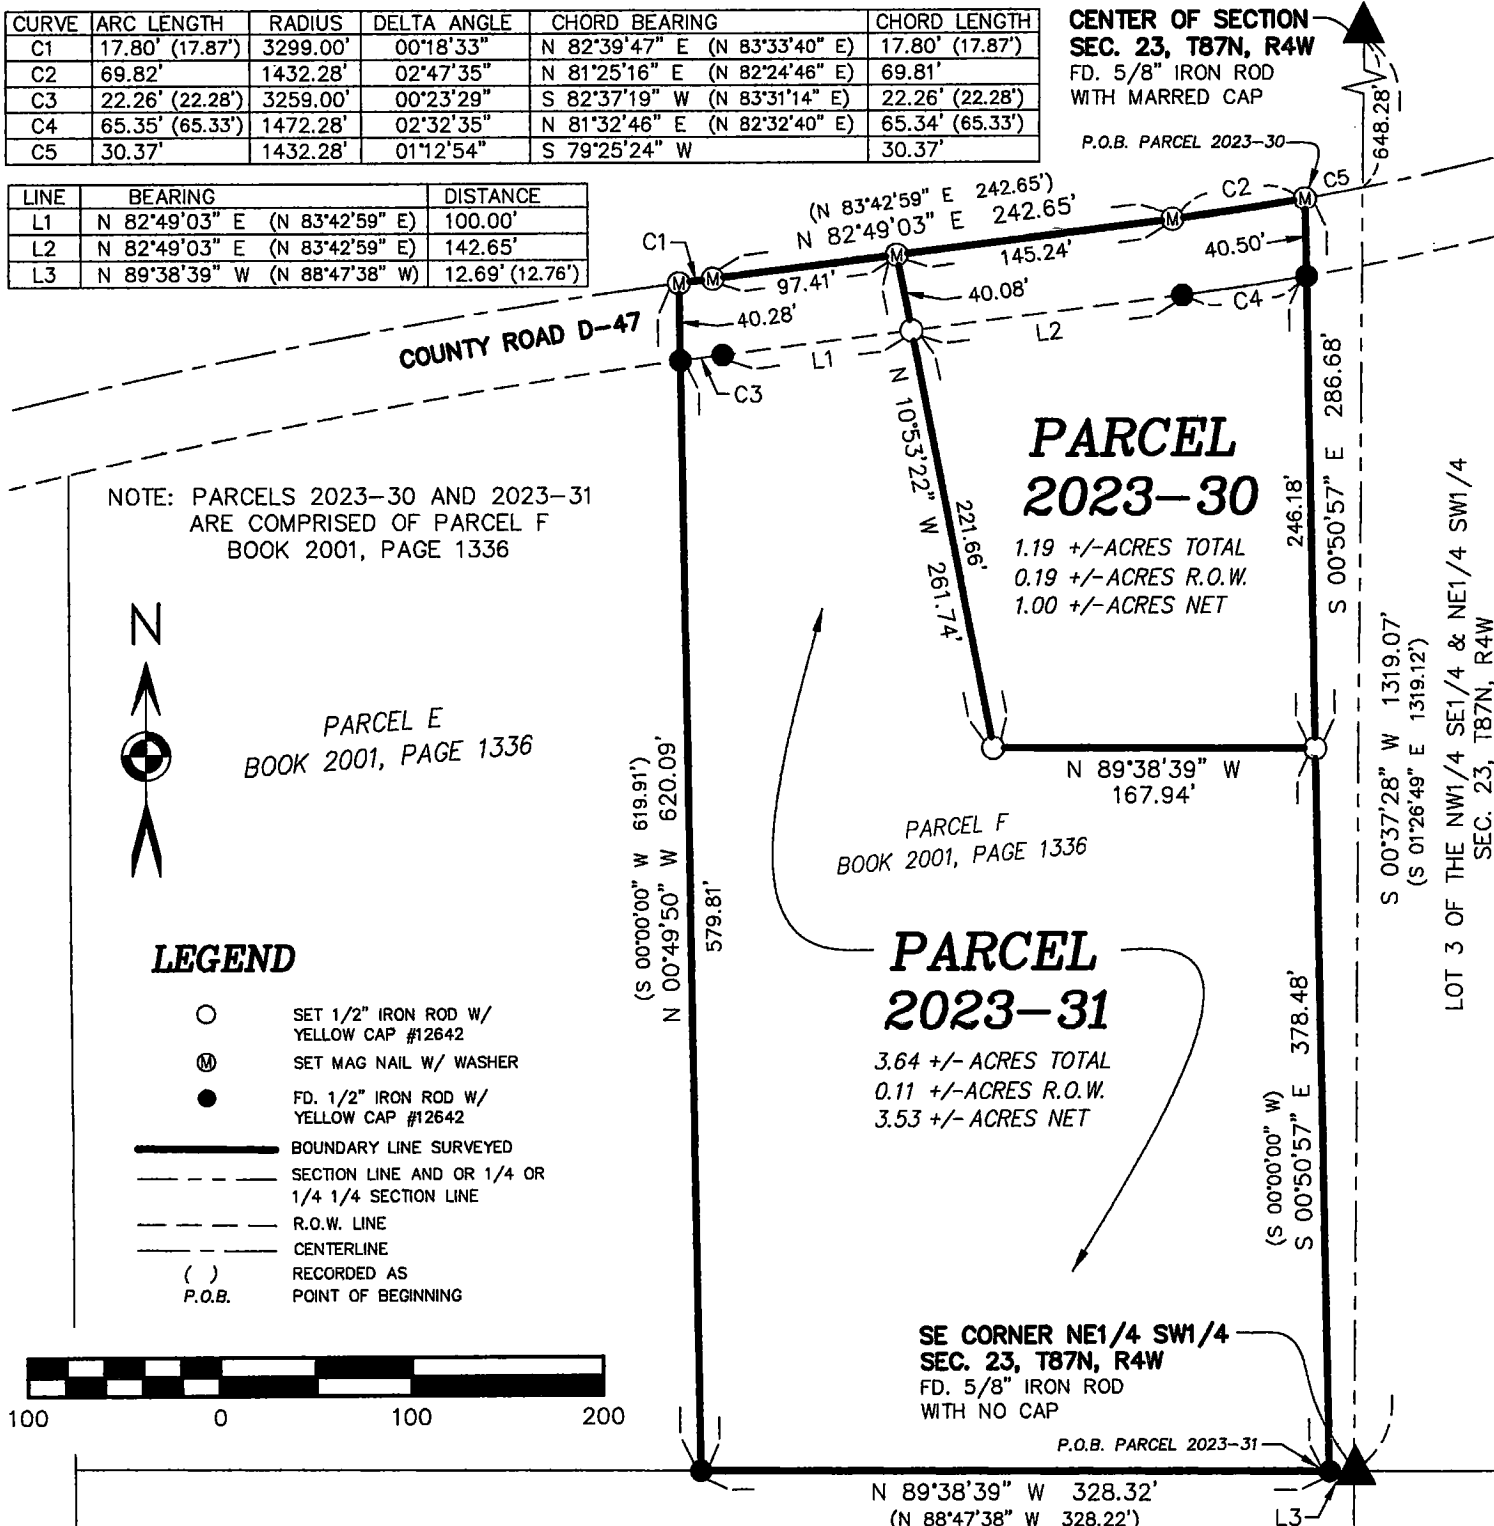 CURVE ARC LENGTH RADIUS DELTA ANGLE CHORD BEARING CHORD LENGTH
C1 17.80' (17.87') 3299.00' 00°18'33" N 82°39'47" E (N 83°33'40" E) 17.80' (17.87')
C2 69.82' 1432.28' 02°47'35" N 81°25'16" E (N 82°24'46" E) 69.81'
C3 22.26' (22.28') 3259.00' 00°23'29" S 82°37'19" W (N 83°31'14" E) 22.26' (22.28')
C4 65.35' (65.33') 1472.28' 02°32'35" N 81°32'46" E (N 82°32'40" E) 65.34' (65.33')
C5 30.37' 1432.28' 01°12'54" S 79°25'24" W 30.37'
LINE BEARING DISTANCE
L1 N 82°49'03" E (N 83°42'59" E) 100.00'
L2 N 82°49'03" E (N 83°42'59" E) 142.65'
L3 N 89°38'39" W (N 88°47'38" W) 12.69' (12.76')
CENTER OF SECTION
SEC. 23, T87N, R4W
FD. 5/8" IRON ROD
WITH MARRED CAP
P.O.B. PARCEL 2023-30
648.28'
C5
C2
(N 83°42'59" E 242.65')
N 82°49'03" E 242.65'
C1
M
M
M
M
M
97.41'
145.24'
40.50'
40.28'
40.08'
C4
L2
L1
C3
COUNTY ROAD D-47
NOTE: PARCELS 2023-30 AND 2023-31
ARE COMPRISED OF PARCEL F
BOOK 2001, PAGE 1336
N 10°53'22" W 261.74'
221.66'
PARCEL
2023-30
1.19 +/-ACRES TOTAL
0.19 +/-ACRES R.O.W.
1.00 +/-ACRES NET
246.18'
S 00°50'57" E 286.68'
N
PARCEL E
BOOK 2001, PAGE 1336
N 89°38'39" W
167.94'
PARCEL F
BOOK 2001, PAGE 1336
(S 00°00'00" W 619.91')
N 00°49'50" W 620.09'
579.81'
S 00°37'28" W 1319.07'
(S 01°26'49" E 1319.12')
LOT 3 OF THE NW1/4 SE1/4 & NE1/4 SW1/4
SEC. 23, T87N, R4W
PARCEL
2023-31
3.64 +/- ACRES TOTAL
0.11 +/-ACRES R.O.W.
3.53 +/-ACRES NET
(S 00°00'00" W)
S 00°50'57" E 378.48'
LEGEND
SET 1/2" IRON ROD W/
YELLOW CAP #12642
M SET MAG NAIL W/ WASHER
FD. 1/2" IRON ROD W/
YELLOW CAP #12642
BOUNDARY LINE SURVEYED
SECTION LINE AND OR 1/4 OR
1/4 1/4 SECTION LINE
R.O.W. LINE
CENTERLINE
( ) RECORDED AS
P.O.B. POINT OF BEGINNING
100 0 100 200
SE CORNER NE1/4 SW1/4
SEC. 23, T87N, R4W
FD. 5/8" IRON ROD
WITH NO CAP
P.O.B. PARCEL 2023-31
N 89°38'39" W 328.32'
(N 88°47'38" W 328.22')
L3